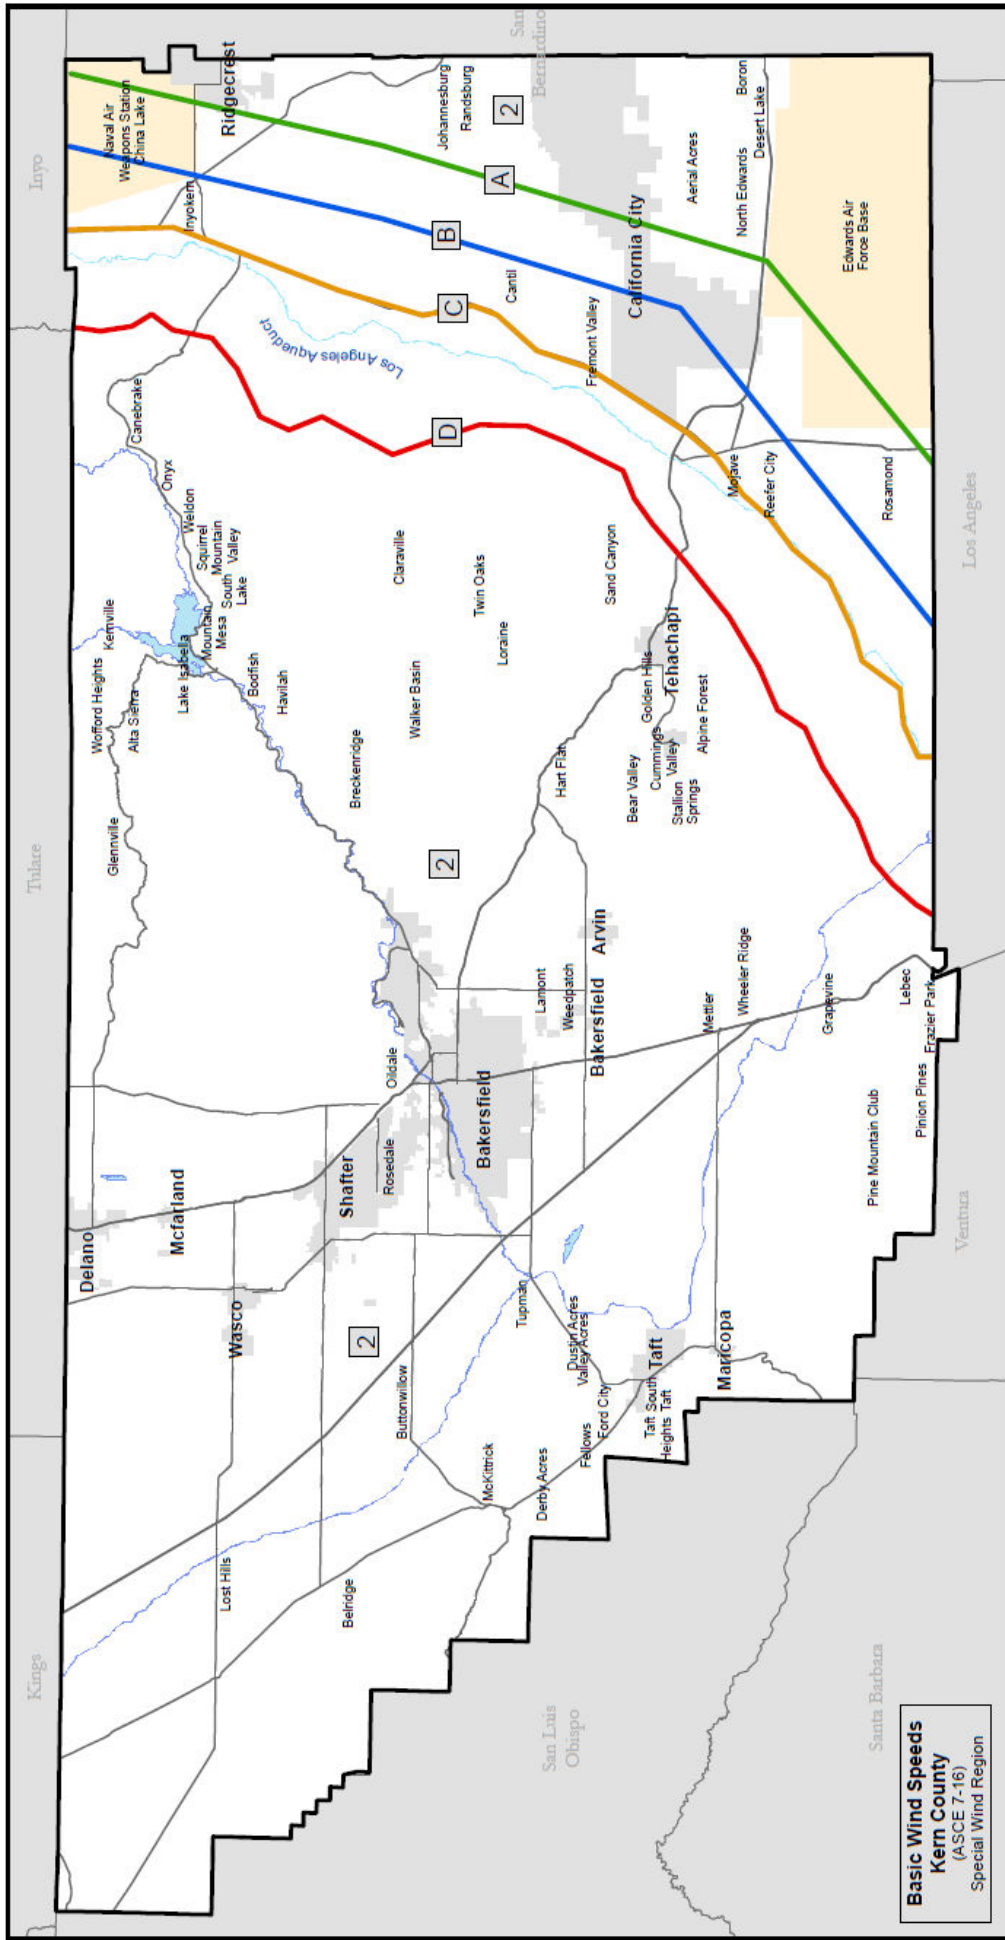 Kings
Tulare
Inyo
San
Bernardino
Los Angeles
Ventura
Santa Barbara
San Luis
Obispo
Delano
Mcfarland
Wasco
Shafter
Rosedale
Oildale
Bakersfield
Lost Hills
Belridge
Buttonwillow
McKittrick
Derby Acres
Fellows
Ford City
Taft South
Heights Taft
Taft
Maricopa
Dustin Acres
Valley Acres
Tupman
2
Glennville
Wofford Heights
Alta Sierra
Kernville
Lake Isabella
Mountain
Mesa
South
Lake
Squirrel
Mountain
Valley
Weldon
Onyx
Canebrake
Bodfish
Havilah
Breckenridge
Walker Basin
Claraville
Twin Oaks
Loraine
2
Lamont
Weedpatch
Bakersfield
Arvin
Mettler
Wheeler Ridge
Grapevine
Lebec
Frazier Park
Pinion Pines
Pine Mountain Club
Hart Flat
Bear Valley
Cummings
Valley
Stallion
Springs
Golden Hills
Tehachapi
Alpine Forest
Sand Canyon
Los Angeles Aqueduct
D
C
B
A
2
Naval Air
Weapons Station
China Lake
Ridgecrest
Inyokern
Johannesburg
Randsburg
Cantil
Fremont Valley
California City
Mojave
Reefer City
Rosamond
Aerial Acres
North Edwards
Desert Lake
Boron
Edwards Air
Force Base
Basic Wind Speeds
Kern County
(ASCE 7-16)
Special Wind Region